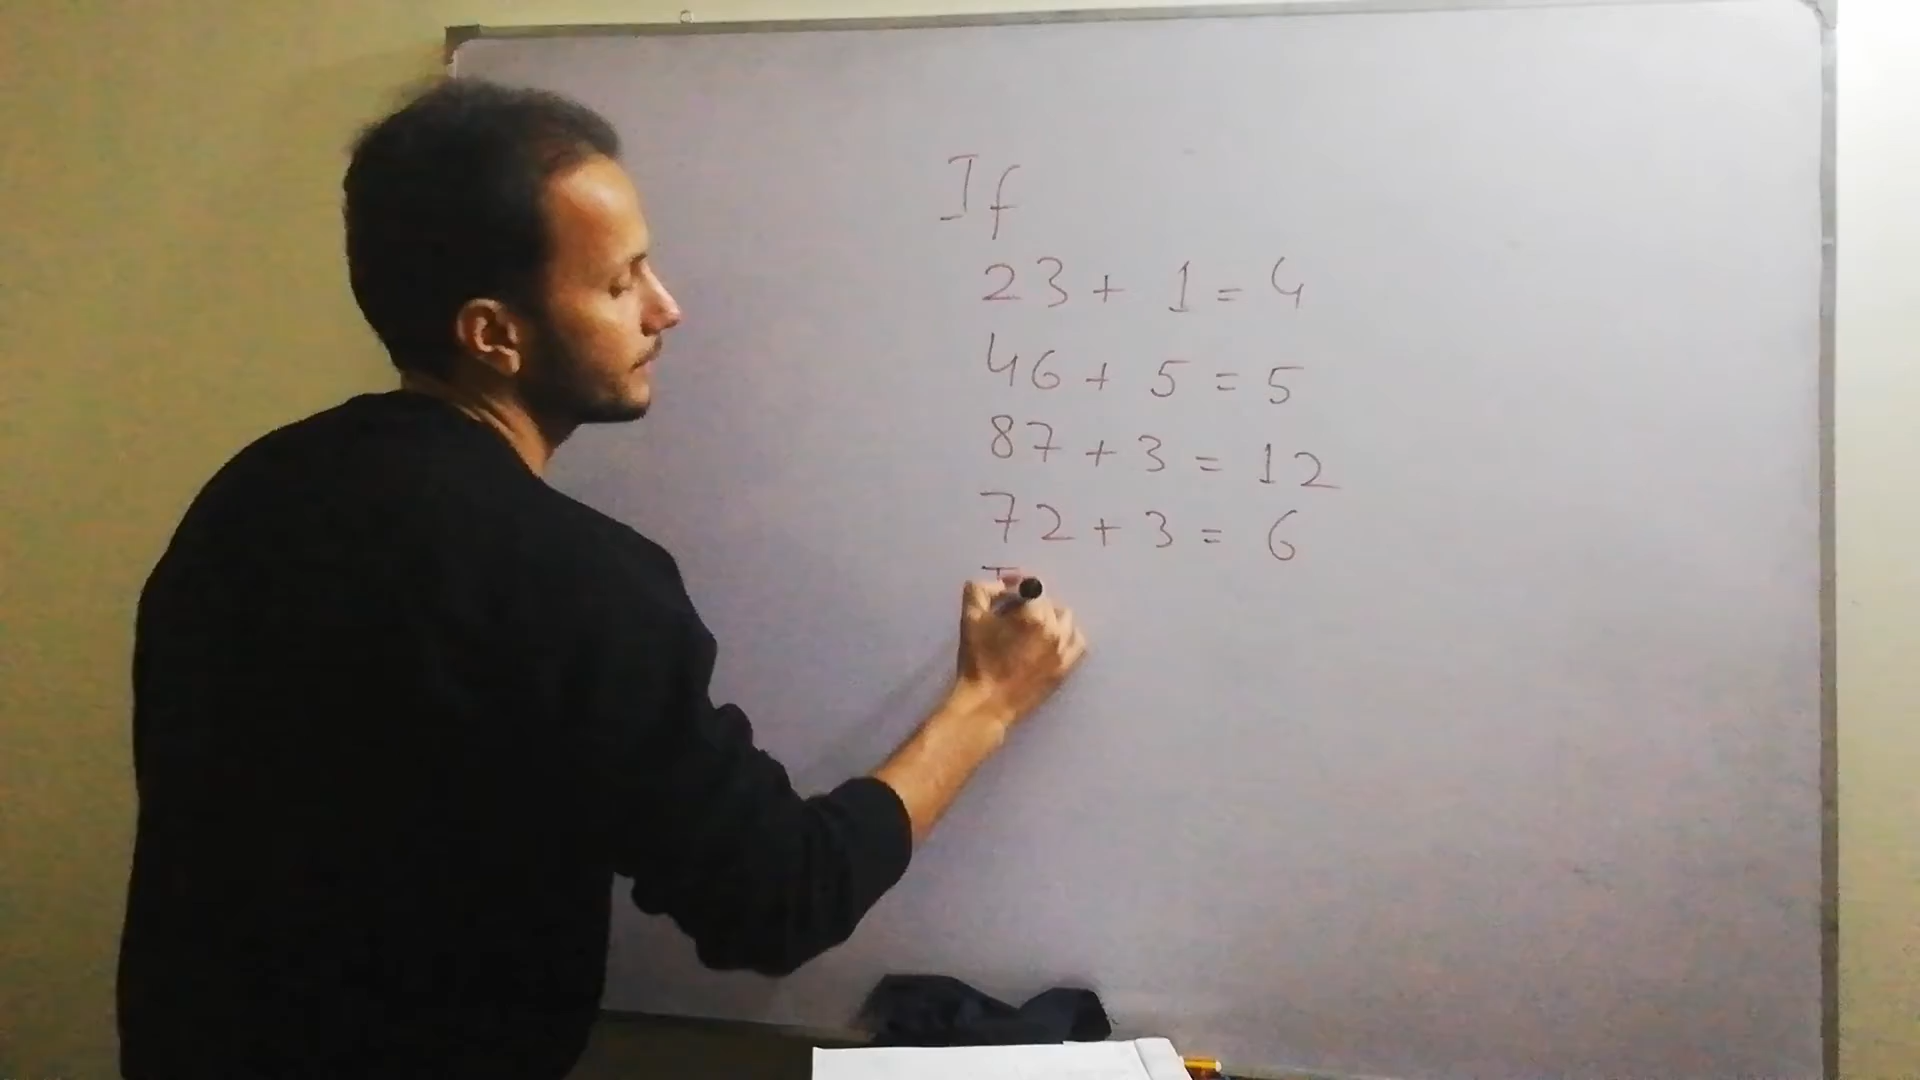 If
23 + 1 = 4
46 + 5 = 5
87 + 3 = 12
72 + 3 = 6